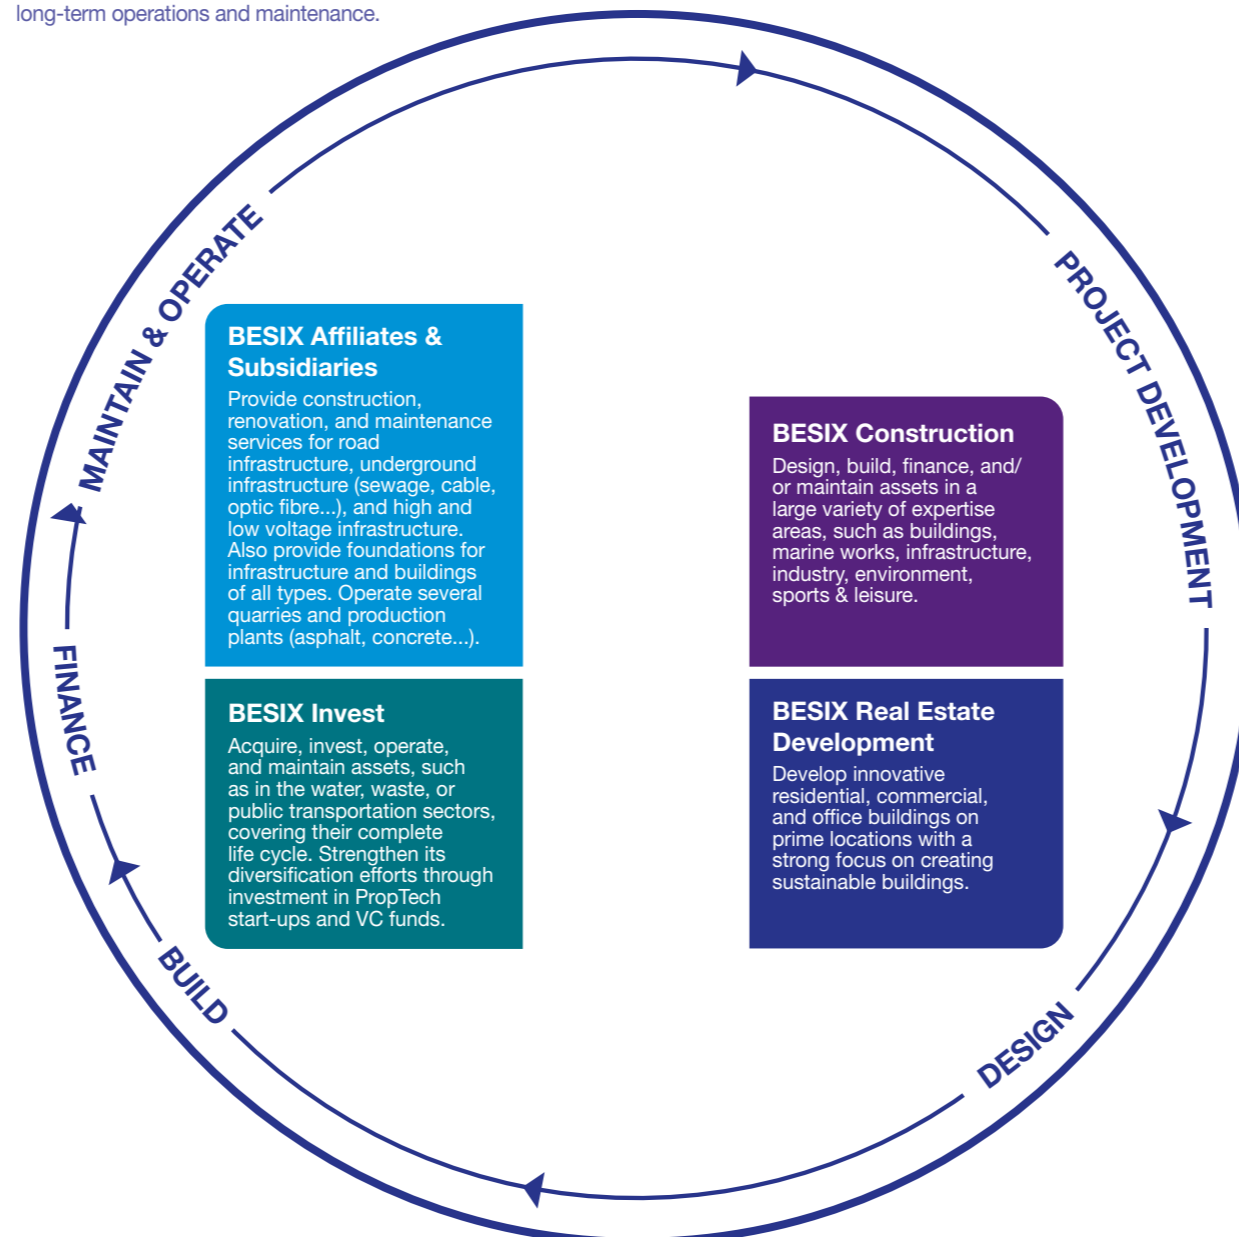 long-term operations and maintenance.
MAINTAIN & OPERATE
PROJECT DEVELOPMENT
BESIX Affiliates &
Subsidiaries
Provide construction,
renovation, and maintenance
services for road
infrastructure, underground
infrastructure (sewage, cable,
optic fibre...), and high and
low voltage infrastructure.
Also provide foundations for
infrastructure and buildings
of all types. Operate several
quarries and production
plants (asphalt, concrete...).
BESIX Construction
Design, build, finance, and/
or maintain assets in a
large variety of expertise
areas, such as buildings,
marine works, infrastructure,
industry, environment,
sports & leisure.
FINANCE
BESIX Invest
Acquire, invest, operate,
and maintain assets, such
as in the water, waste, or
public transportation sectors,
covering their complete
life cycle. Strengthen its
diversification efforts through
investment in PropTech
start-ups and VC funds.
BESIX Real Estate
Development
Develop innovative
residential, commercial,
and office buildings on
prime locations with a
strong focus on creating
sustainable buildings.
BUILD
DESIGN